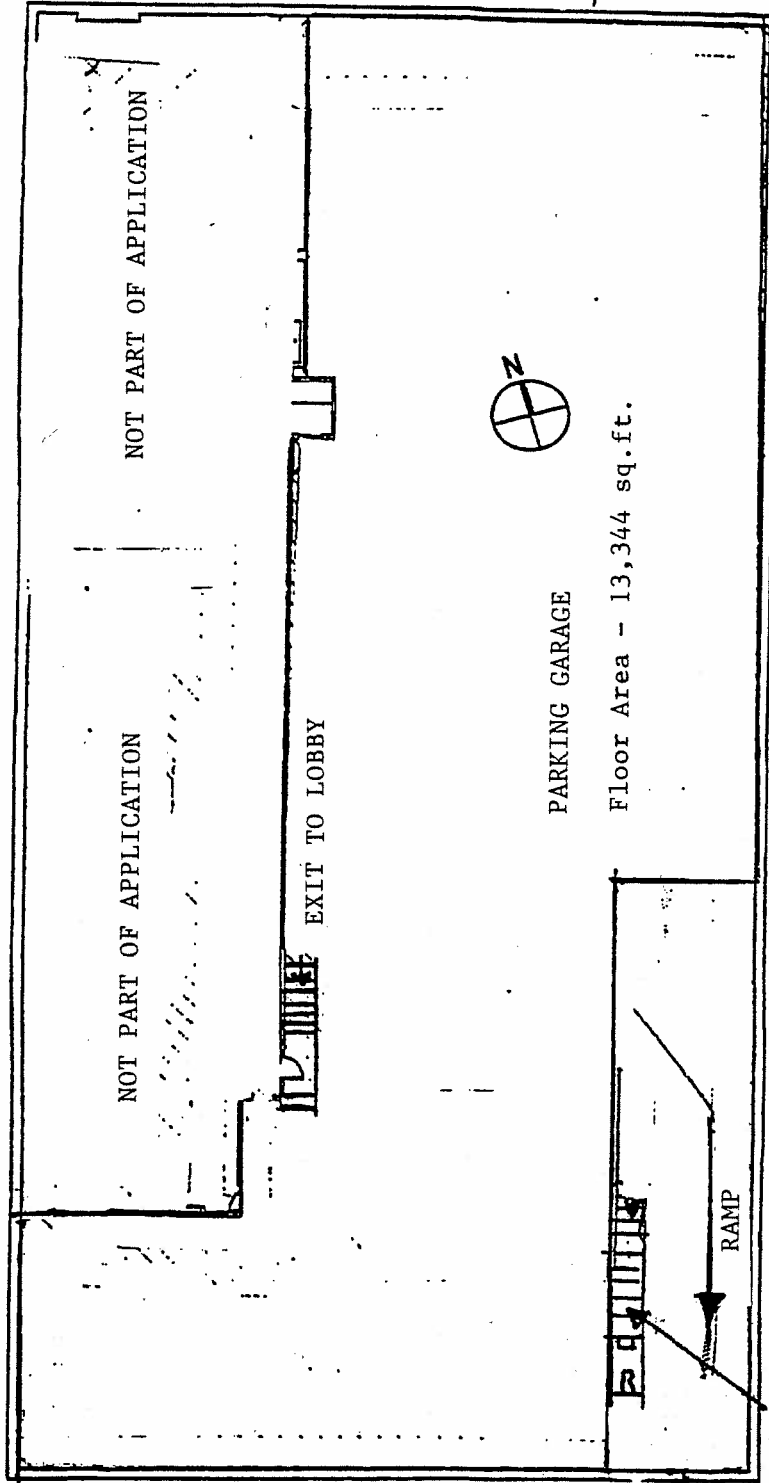 NOT PART OF APPLICATION
NOT PART OF APPLICATION
EXIT TO LOBBY
N
PARKING GARAGE
Floor Area - 13,344 sq.ft.
RAMP